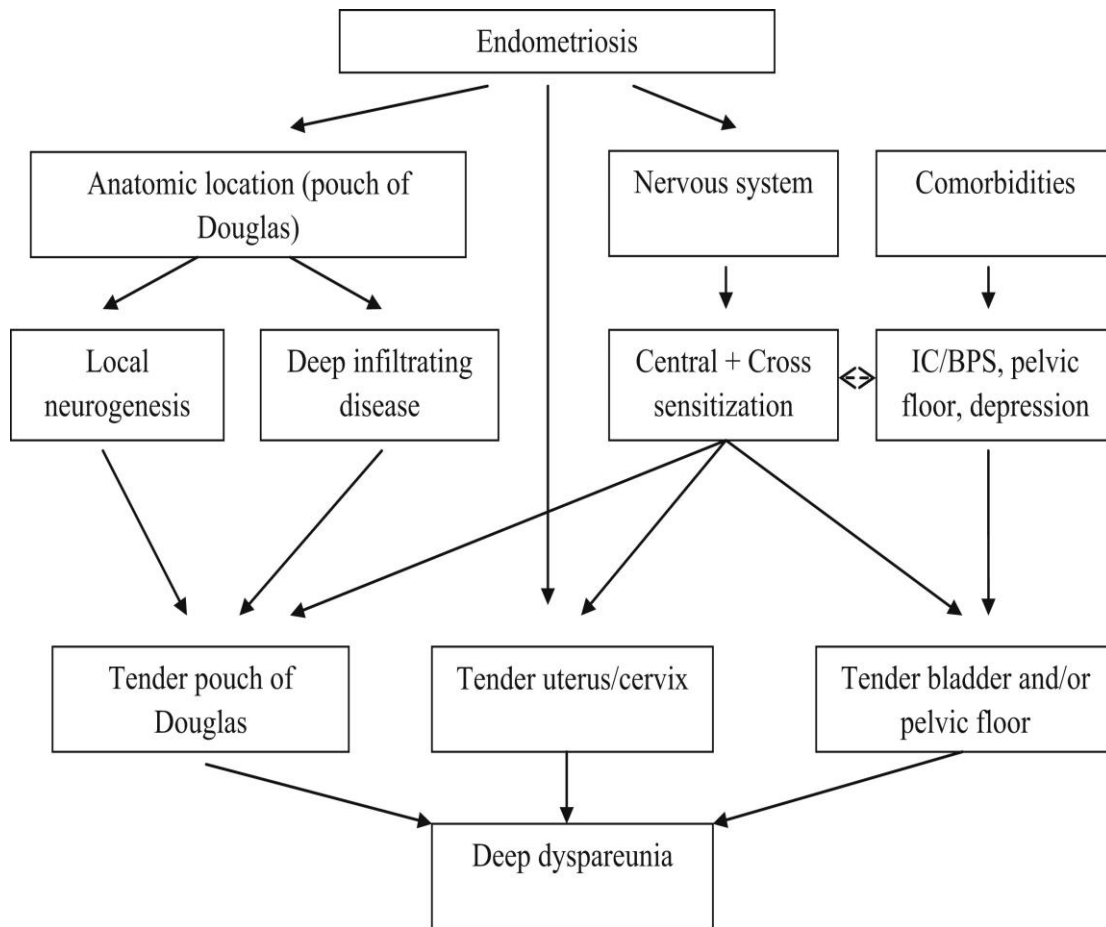 Endometriosis
Anatomic location (pouch of
Douglas)
Nervous system
Comorbidities
Local
neurogenesis
Deep infiltrating
disease
Central + Cross
sensitization
IC/BPS, pelvic
floor, depression
Tender pouch of
Douglas
Tender uterus/cervix
Tender bladder and/or
pelvic floor
Deep dyspareunia